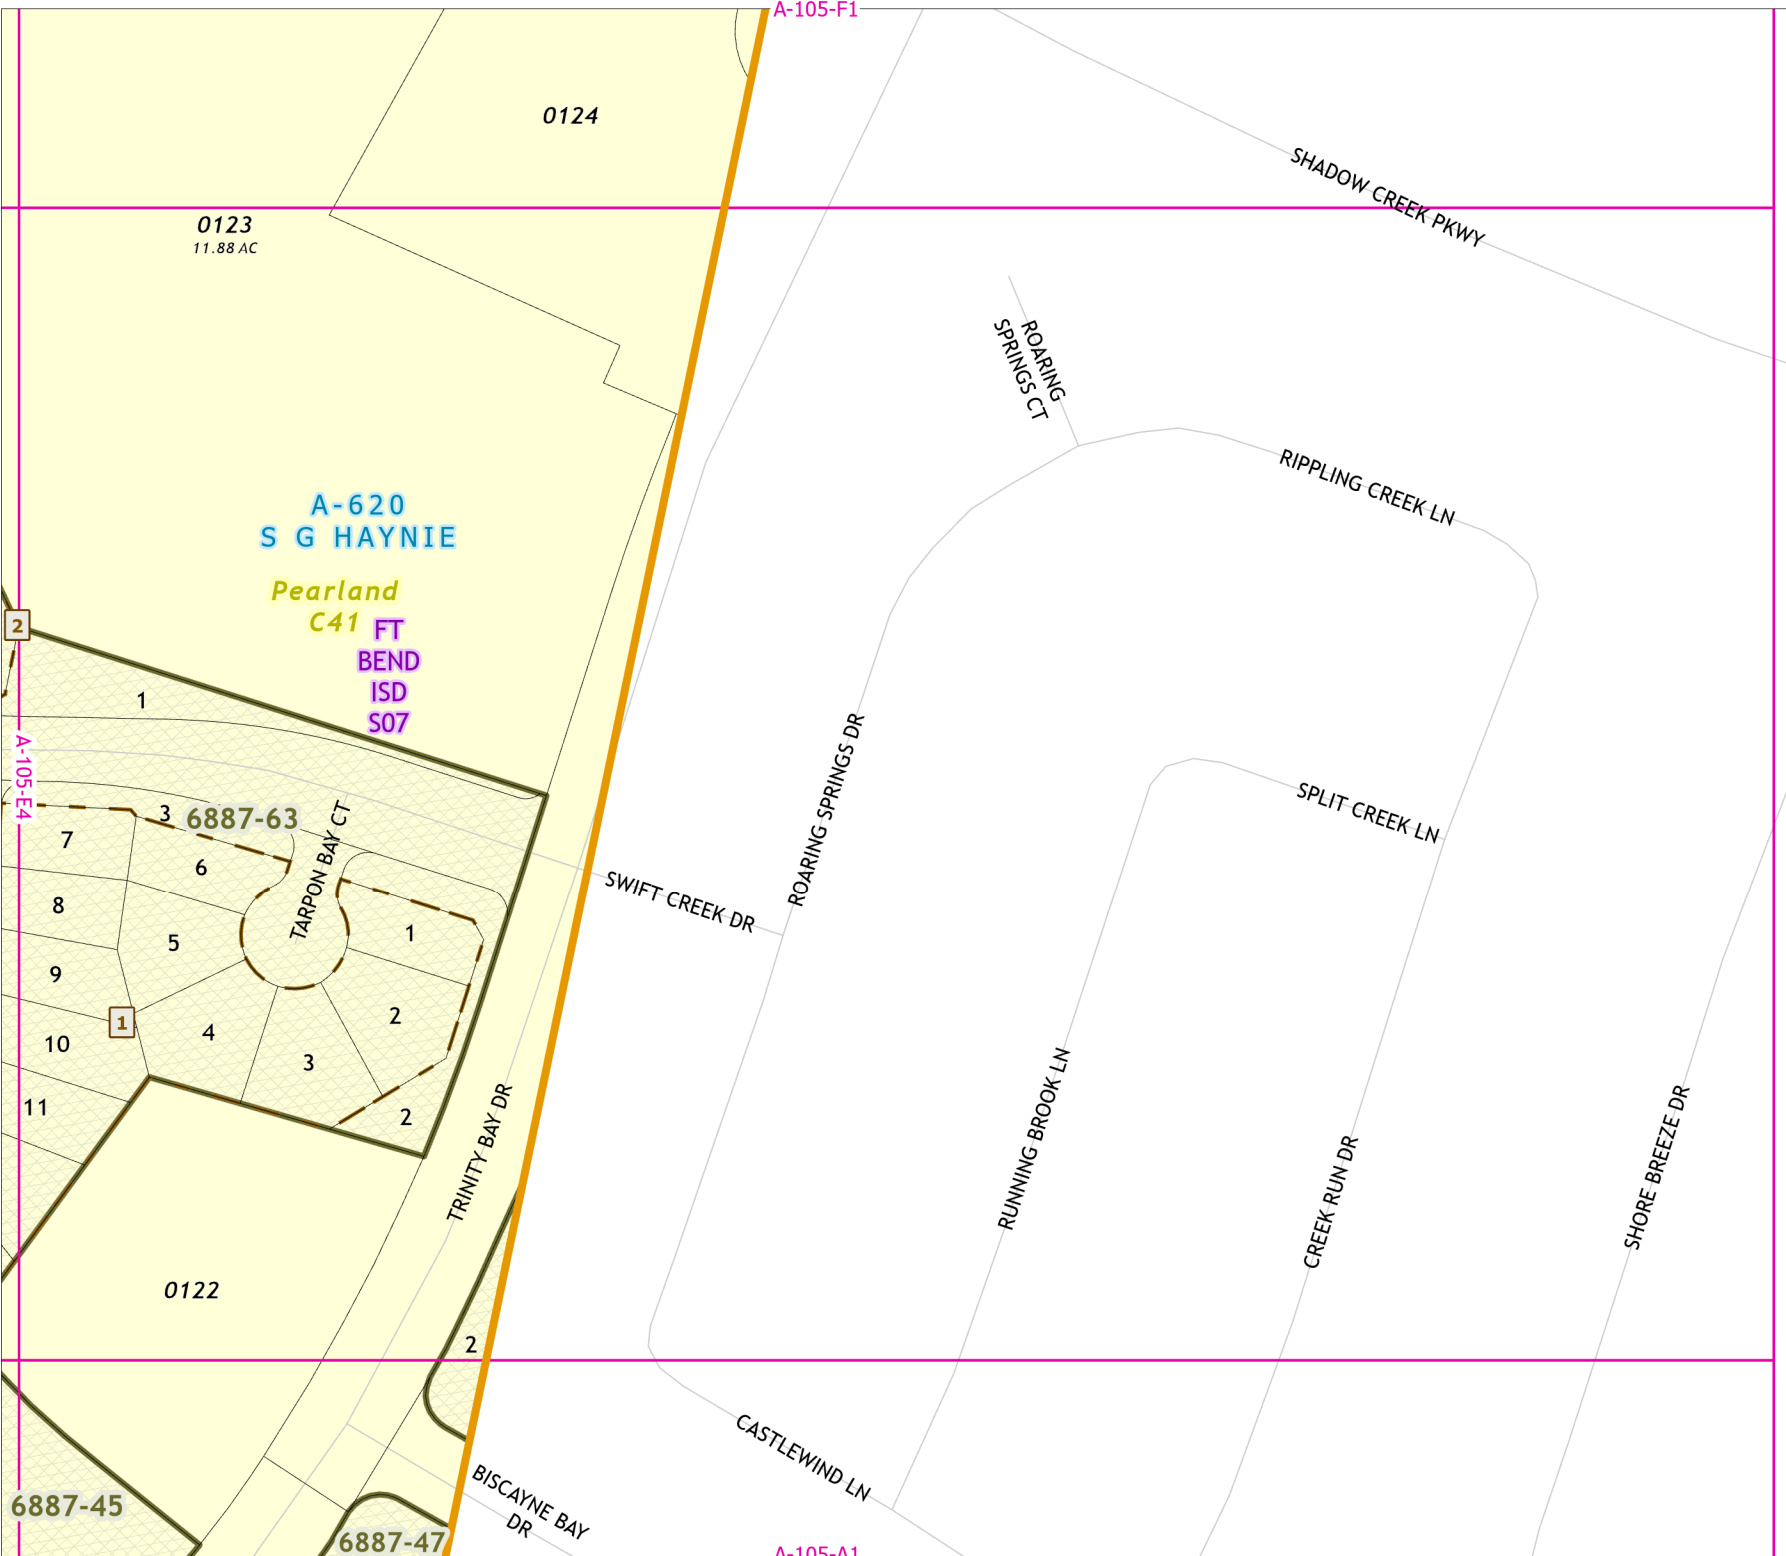 A-105-F1
0124
SHADOW CREEK PKWY
0123
11.88 AC
ROARING
SPRINGS CT
RIPPLING CREEK LN
A-620
S G HAYNIE
Pearland
C41
FT
BEND
ISD
S07
2
1
A-105-E4
3
6887-63
7
6
TARPON BAY CT
8
5
1
9
2
1
10
4
3
11
2
SWIFT CREEK DR
ROARING SPRINGS DR
SPLIT CREEK LN
TRINITY BAY DR
RUNNING BROOK LN
CREEK RUN DR
SHORE BREEZE DR
0122
2
CASTLEWIND LN
BISCAYNE BAY
DR
6887-45
6887-47
A-105-A1